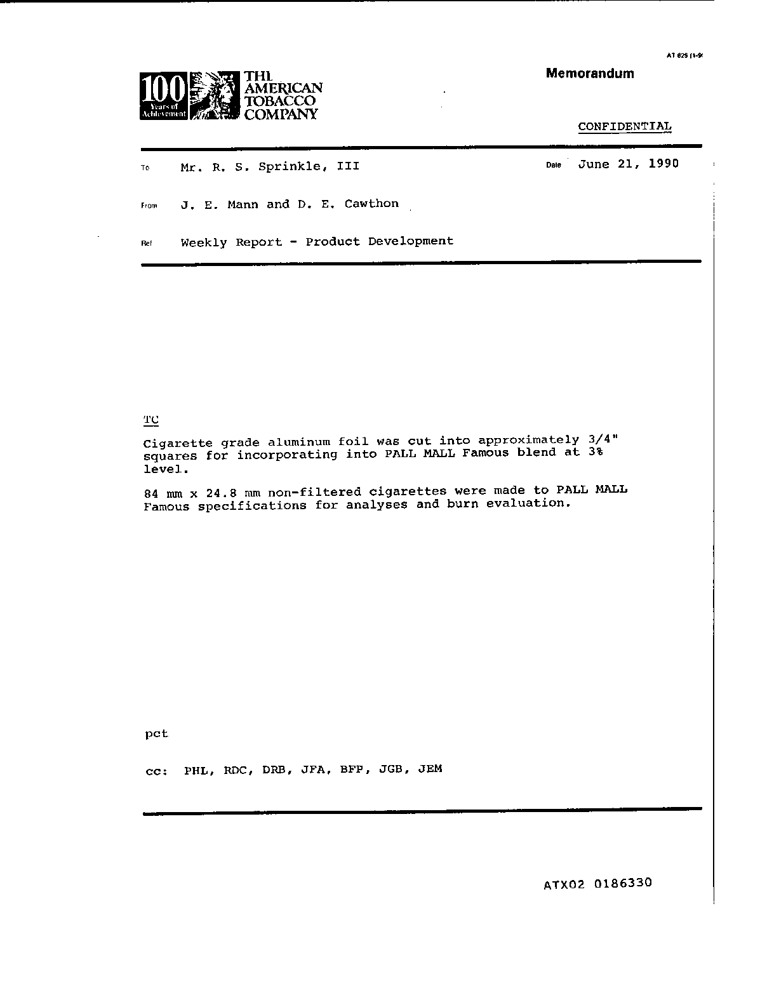 AT 825 (1-9
100
Years of
Achievement
THE
AMERICAN
TOBACCO
COMPANY
Memorandum
CONFIDENTIAL
To Mr. R. S. Sprinkle, III
Date June 21, 1990
From J. E. Mann and D. E. Cawthon
Ref Weekly Report - Product Development
TC
Cigarette grade aluminum foil was cut into approximately 3/4"
squares for incorporating into PALL MALL Famous blend at 3%
level.
84 mm x 24.8 mm non-filtered cigarettes were made to PALL MALL
Famous specifications for analyses and burn evaluation.
pct
cc: PHL, RDC, DRB, JFA, BFP, JGB, JEM
ATX02 0186330